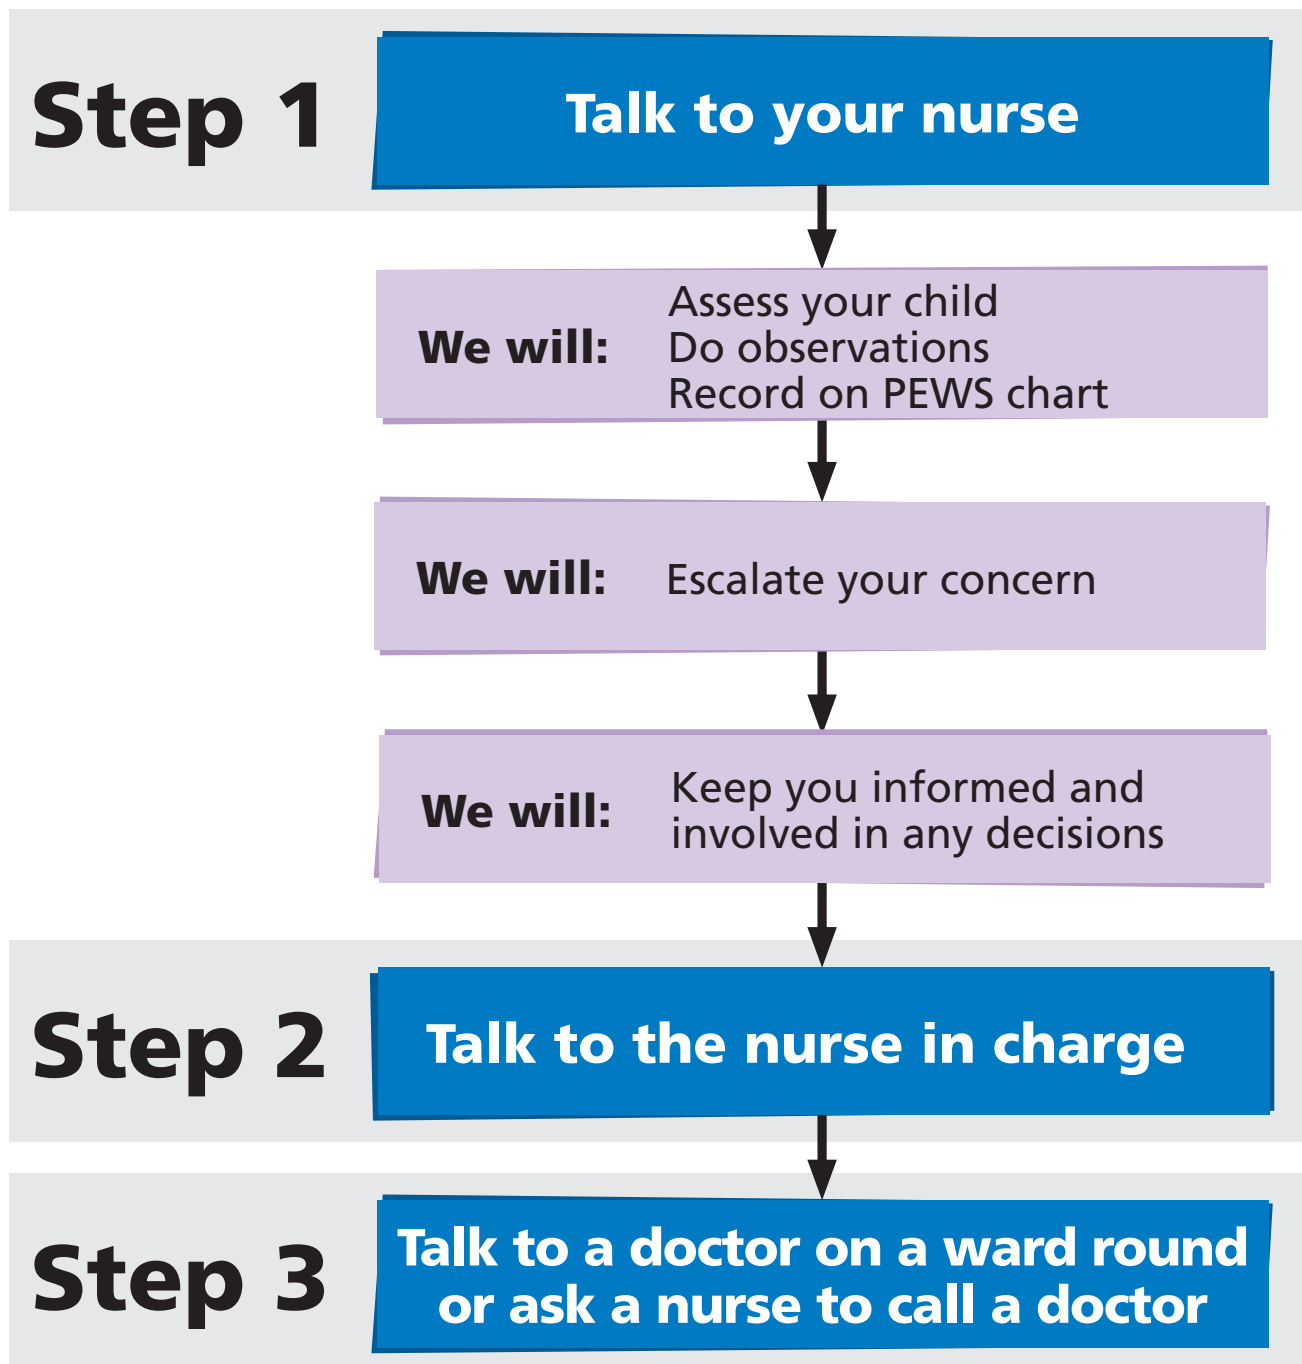 Step 1
Talk to your nurse
We will:
Assess your child
Do observations
Record on PEWS chart
We will:
Escalate your concern
We will:
Keep you informed and
involved in any decisions
Step 2
Talk to the nurse in charge
Step 3
Talk to a doctor on a ward round
or ask a nurse to call a doctor